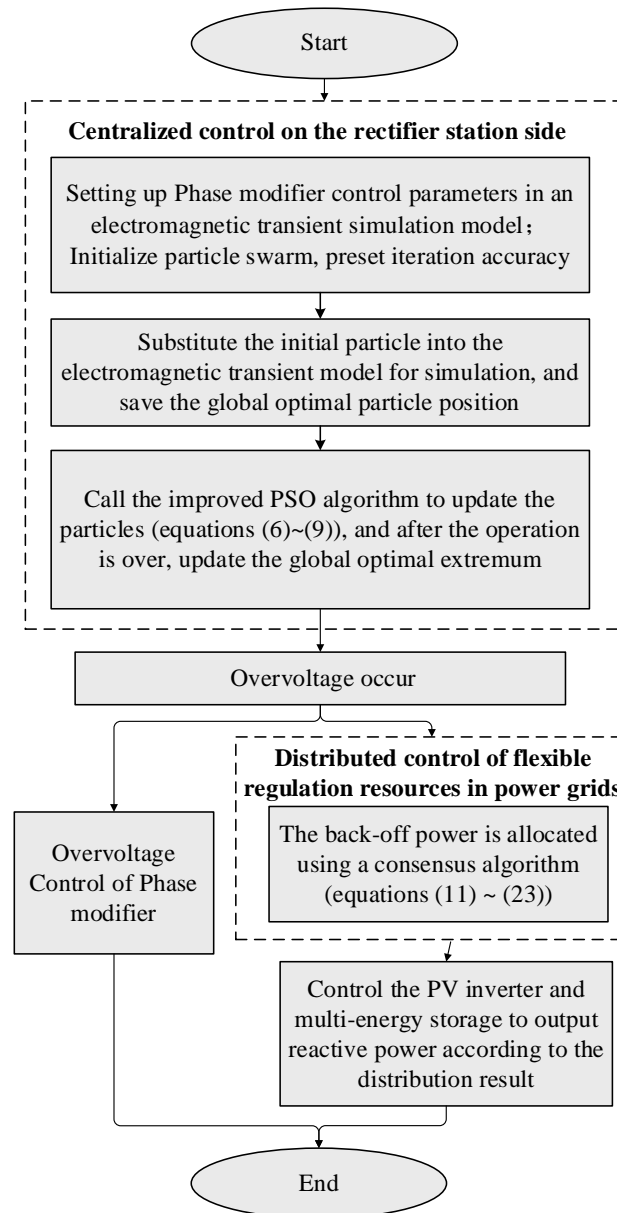 Start
Centralized control on the rectifier station side
Setting up Phase modifier control parameters in an
electromagnetic transient simulation model；
Initialize particle swarm, preset iteration accuracy
Substitute the initial particle into the
electromagnetic transient model for simulation, and
save the global optimal particle position
Call the improved PSO algorithm to update the
particles (equations (6)~(9)), and after the operation
is over, update the global optimal extremum
Overvoltage occur
Overvoltage
Control of Phase
modifier
Distributed control of flexible
regulation resources in power grids
The back-off power is allocated
using a consensus algorithm
(equations (11) ~ (23))
Control the PV inverter and
multi-energy storage to output
reactive power according to the
distribution result
End